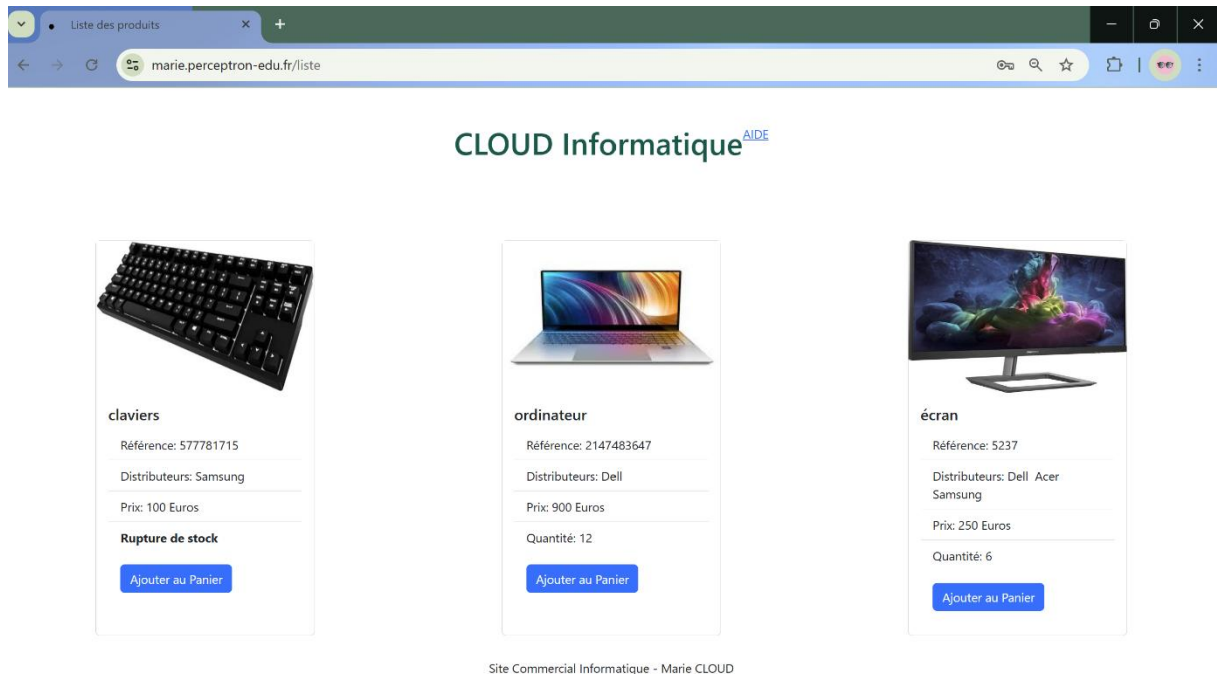 Liste des produits
marie.perceptron-edu.fr/liste
CLOUD Informatique AIDE
claviers
Référence: 577781715
Distributeurs: Samsung
Prix: 100 Euros
Rupture de stock
Ajouter au Panier
ordinateur
Référence: 2147483647
Distributeurs: Dell
Prix: 900 Euros
Quantité: 12
Ajouter au Panier
écran
Référence: 5237
Distributeurs: Dell Acer
Samsung
Prix: 250 Euros
Quantité: 6
Ajouter au Panier
Site Commercial Informatique - Marie CLOUD